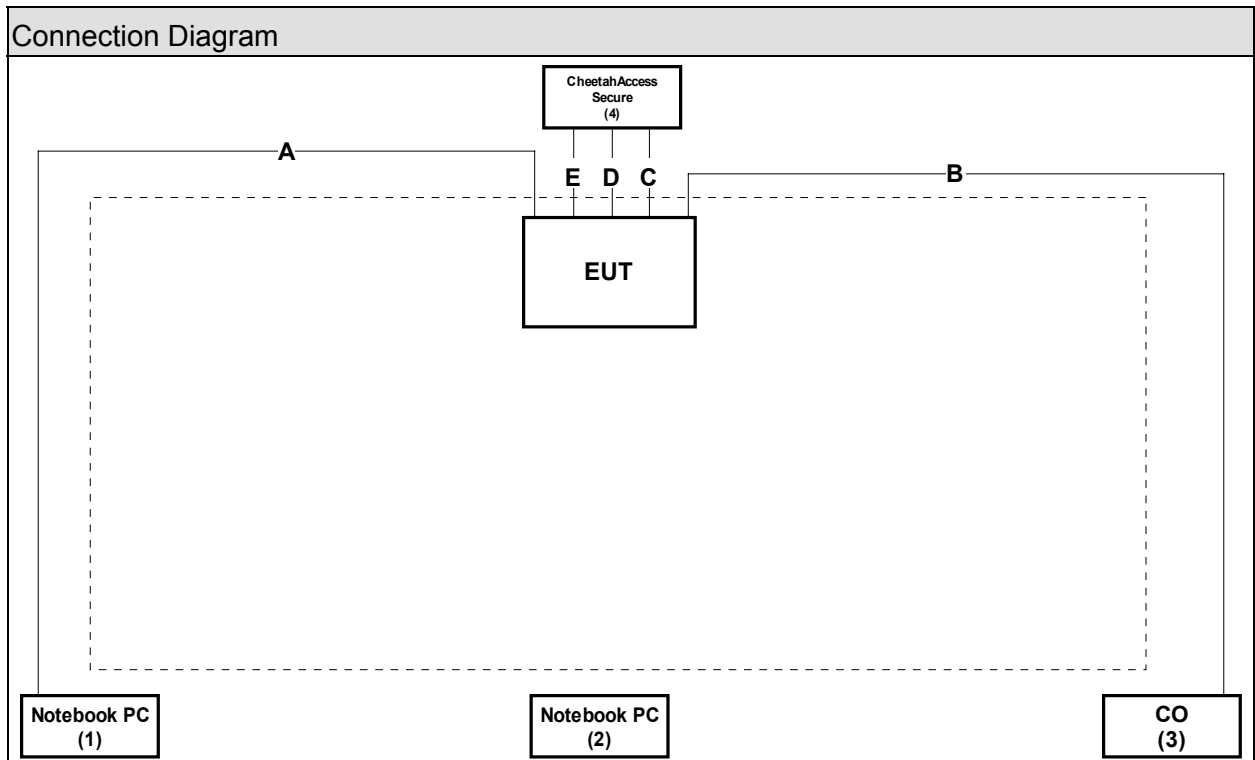 Connection Diagram
CheetahAccess
Secure
(4)
A
E D C
B
EUT
Notebook PC
(1)
Notebook PC
(2)
CO
(3)